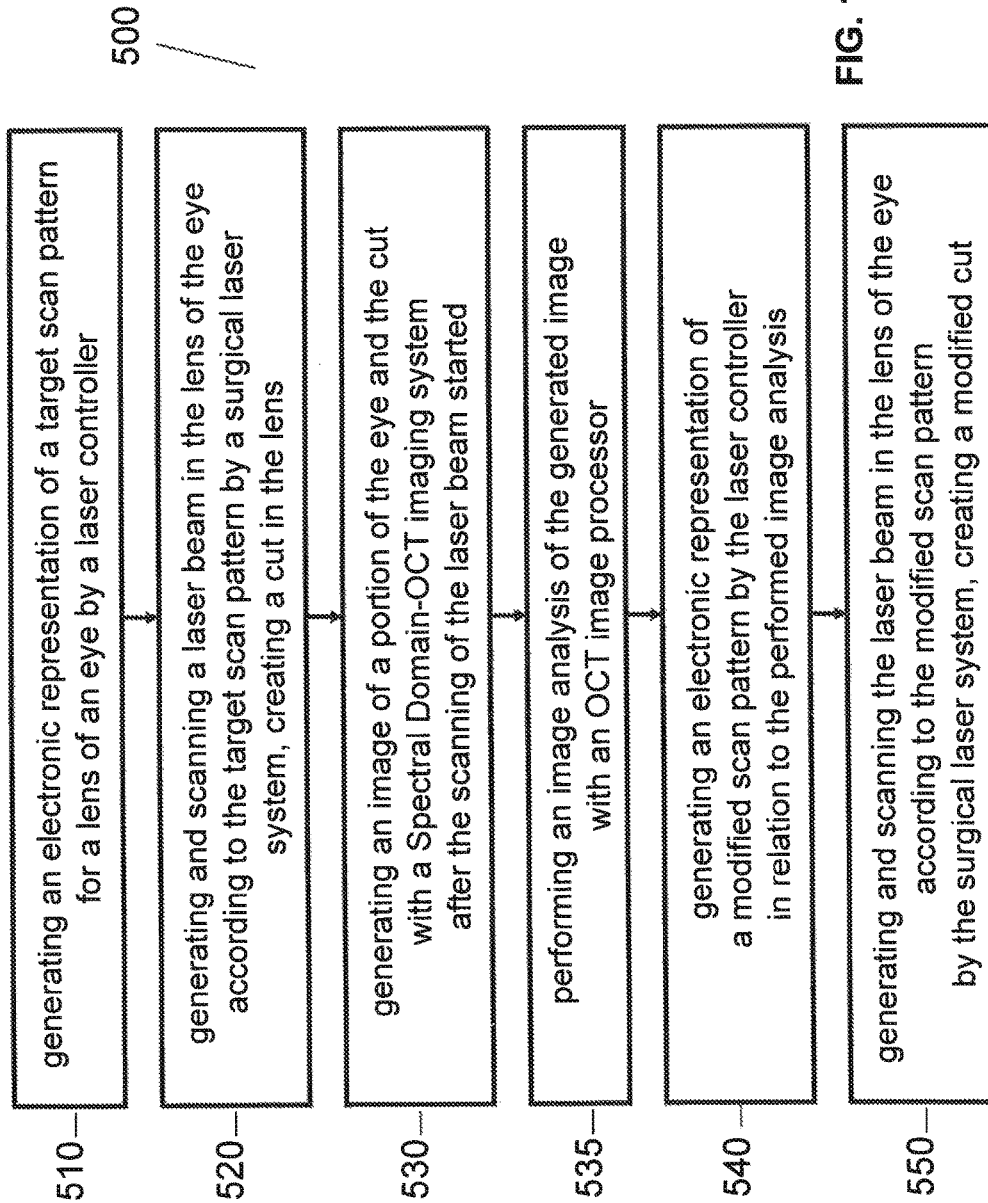 500
510
generating an electronic representation of a target scan pattern
for a lens of an eye by a laser controller
520
generating and scanning a laser beam in the lens of the eye
according to the target scan pattern by a surgical laser
system, creating a cut in the lens
530
generating an image of a portion of the eye and the cut
with a Spectral Domain-OCT imaging system
after the scanning of the laser beam started
535
performing an image analysis of the generated image
with an OCT image processor
540
generating an electronic representation of
a modified scan pattern by the laser controller
in relation to the performed image analysis
550
generating and scanning the laser beam in the lens of the eye
according to the modified scan pattern
by the surgical laser system, creating a modified cut
FIG.